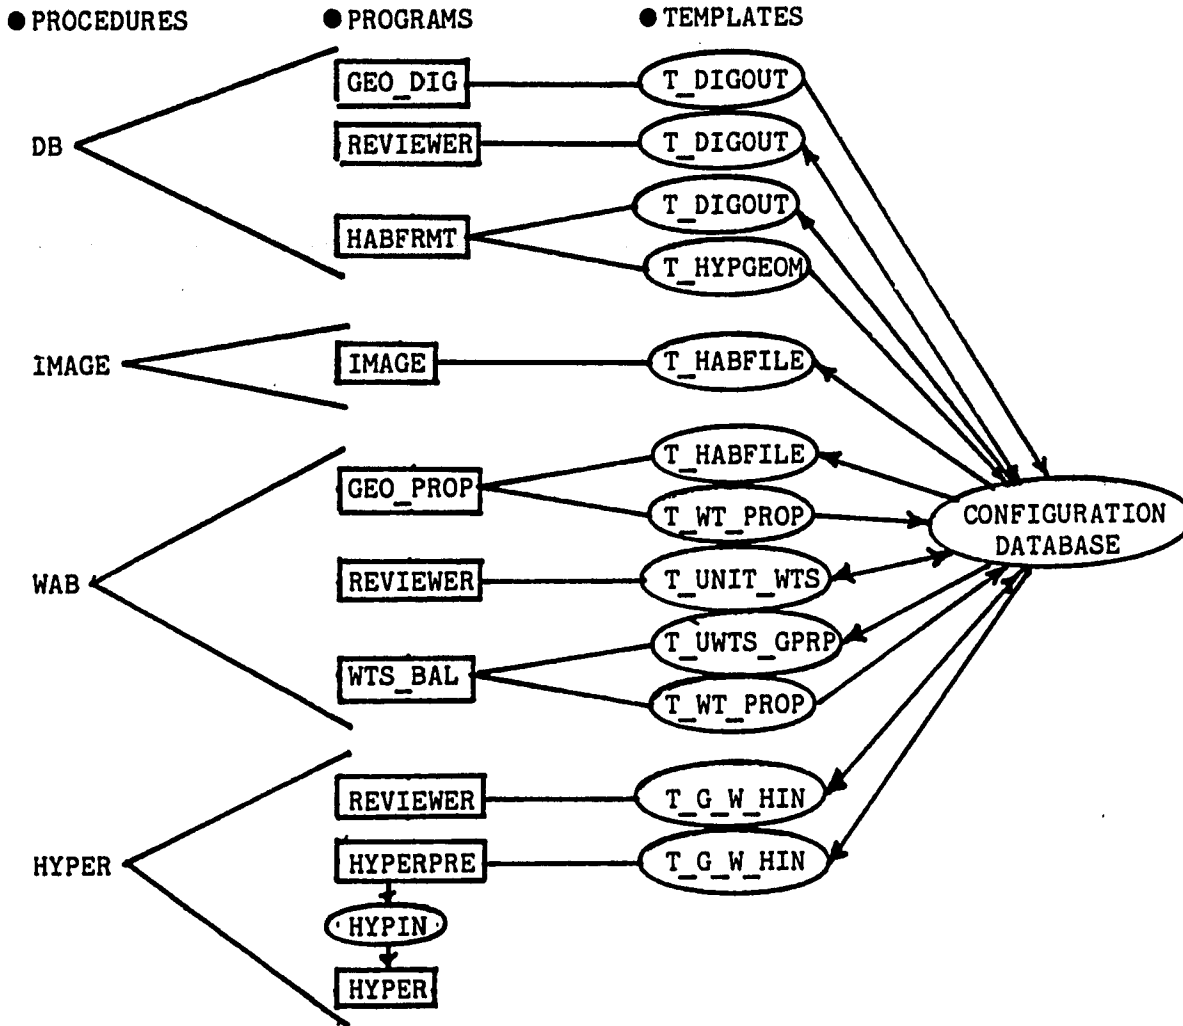 ● PROCEDURES
● PROGRAMS
● TEMPLATES
DB
GEO_DIG
T_DIGOUT
REVIEWER
T_DIGOUT
HABFRMT
T_DIGOUT
T_HYPGEOM
IMAGE
IMAGE
T_HABFILE
WAB
GEO_PROP
T_HABFILE
T_WT_PROP
REVIEWER
T_UNIT_WTS
WTS_BAL
T_UWTS_GPRP
T_WT_PROP
HYPER
REVIEWER
T_G_W_HIN
HYPERPRE
T_G_W_HIN
HYPIN
HYPER
CONFIGURATION
DATABASE